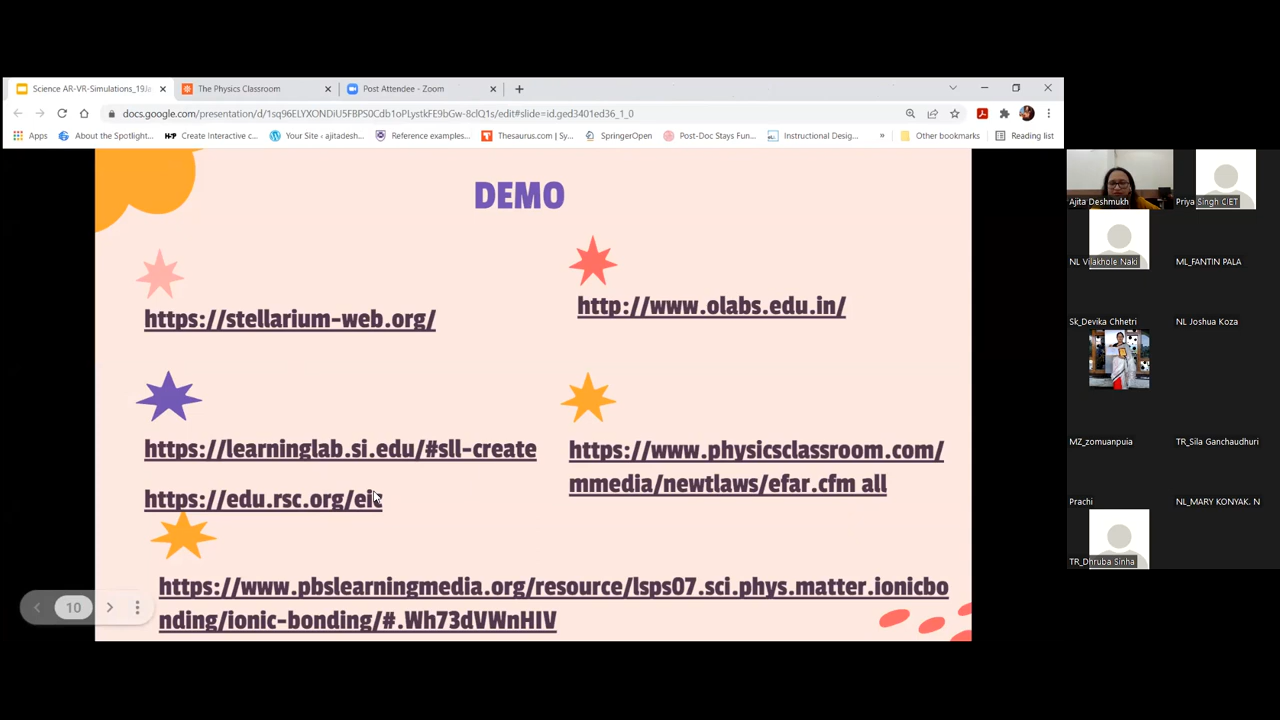 Science AR-VR-Simulations_19Ja
The Physics Classroom
Post Attendee - Zoom
docs.google.com/presentation/d/1sq96ELYXONDiU5FBPS0Cdb1oPLystkFE9bGw-8clQ1s/edit#slide=id.ged3401ed36_1_0
Apps
About the Spotlight...
Create Interactive c...
Your Site ‹ ajitadesh...
Reference examples...
Thesaurus.com | Sy...
SpringerOpen
Post-Doc Stays Fun...
Instructional Desig...
»
Other bookmarks
Reading list
DEMO
https://stellarium-web.org/
http://www.olabs.edu.in/
https://learninglab.si.edu/#sll-create
https://www.physicsclassroom.com/
mmedia/newtlaws/efar.cfm all
https://edu.rsc.org/eic
https://www.pbslearningmedia.org/resource/lsps07.sci.phys.matter.ionicbo
nding/ionic-bonding/#.Wh73dVWnHIV
10
Ajita Deshmukh
Priya Singh CIET
NL Vilakhole Naki
ML_FANTIN PALA
Sk_Devika Chhetri
NL Joshua Koza
MZ_zomuanpuia
TR_Sila Ganchaudhuri
Prachi
NL_MARY KONYAK. N
TR_Dhruba Sinha